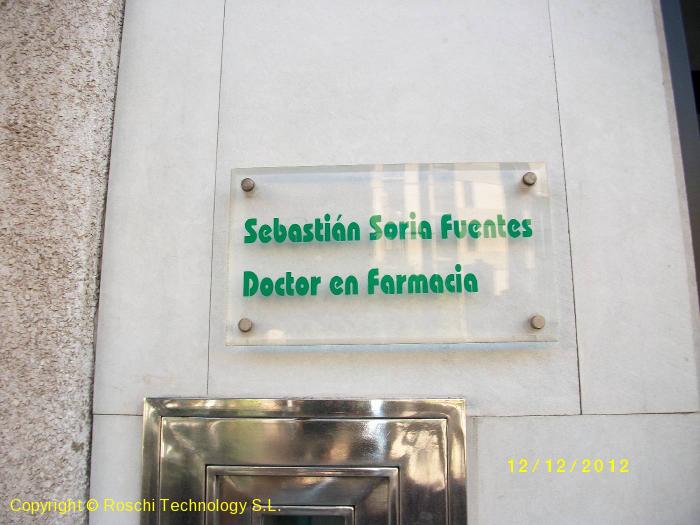 Sebastián Soria Fuentes
Doctor en Farmacia
12/12/2012
Copyright © Roschi Technology S.L.